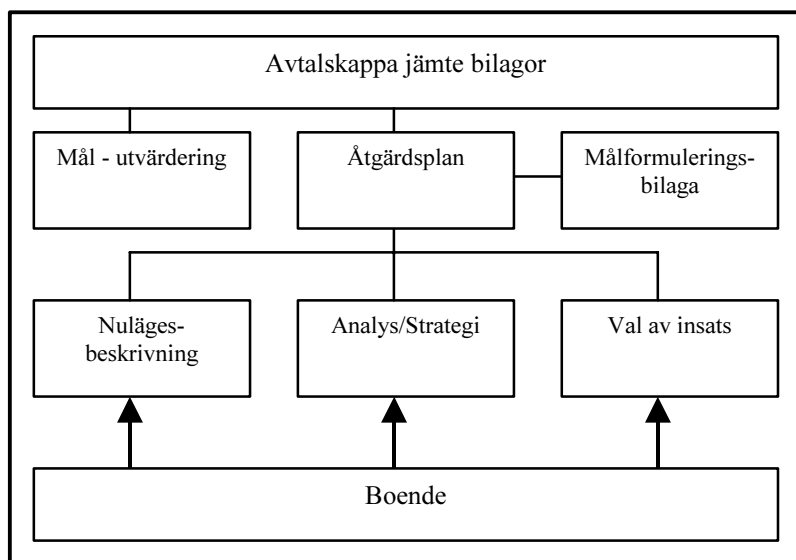 Avtalskappa jämte bilagor
Mål - utvärdering
Åtgärdsplan
Målformulerings-
bilaga
Nuläges-
beskrivning
Analys/Strategi
Val av insats
Boende